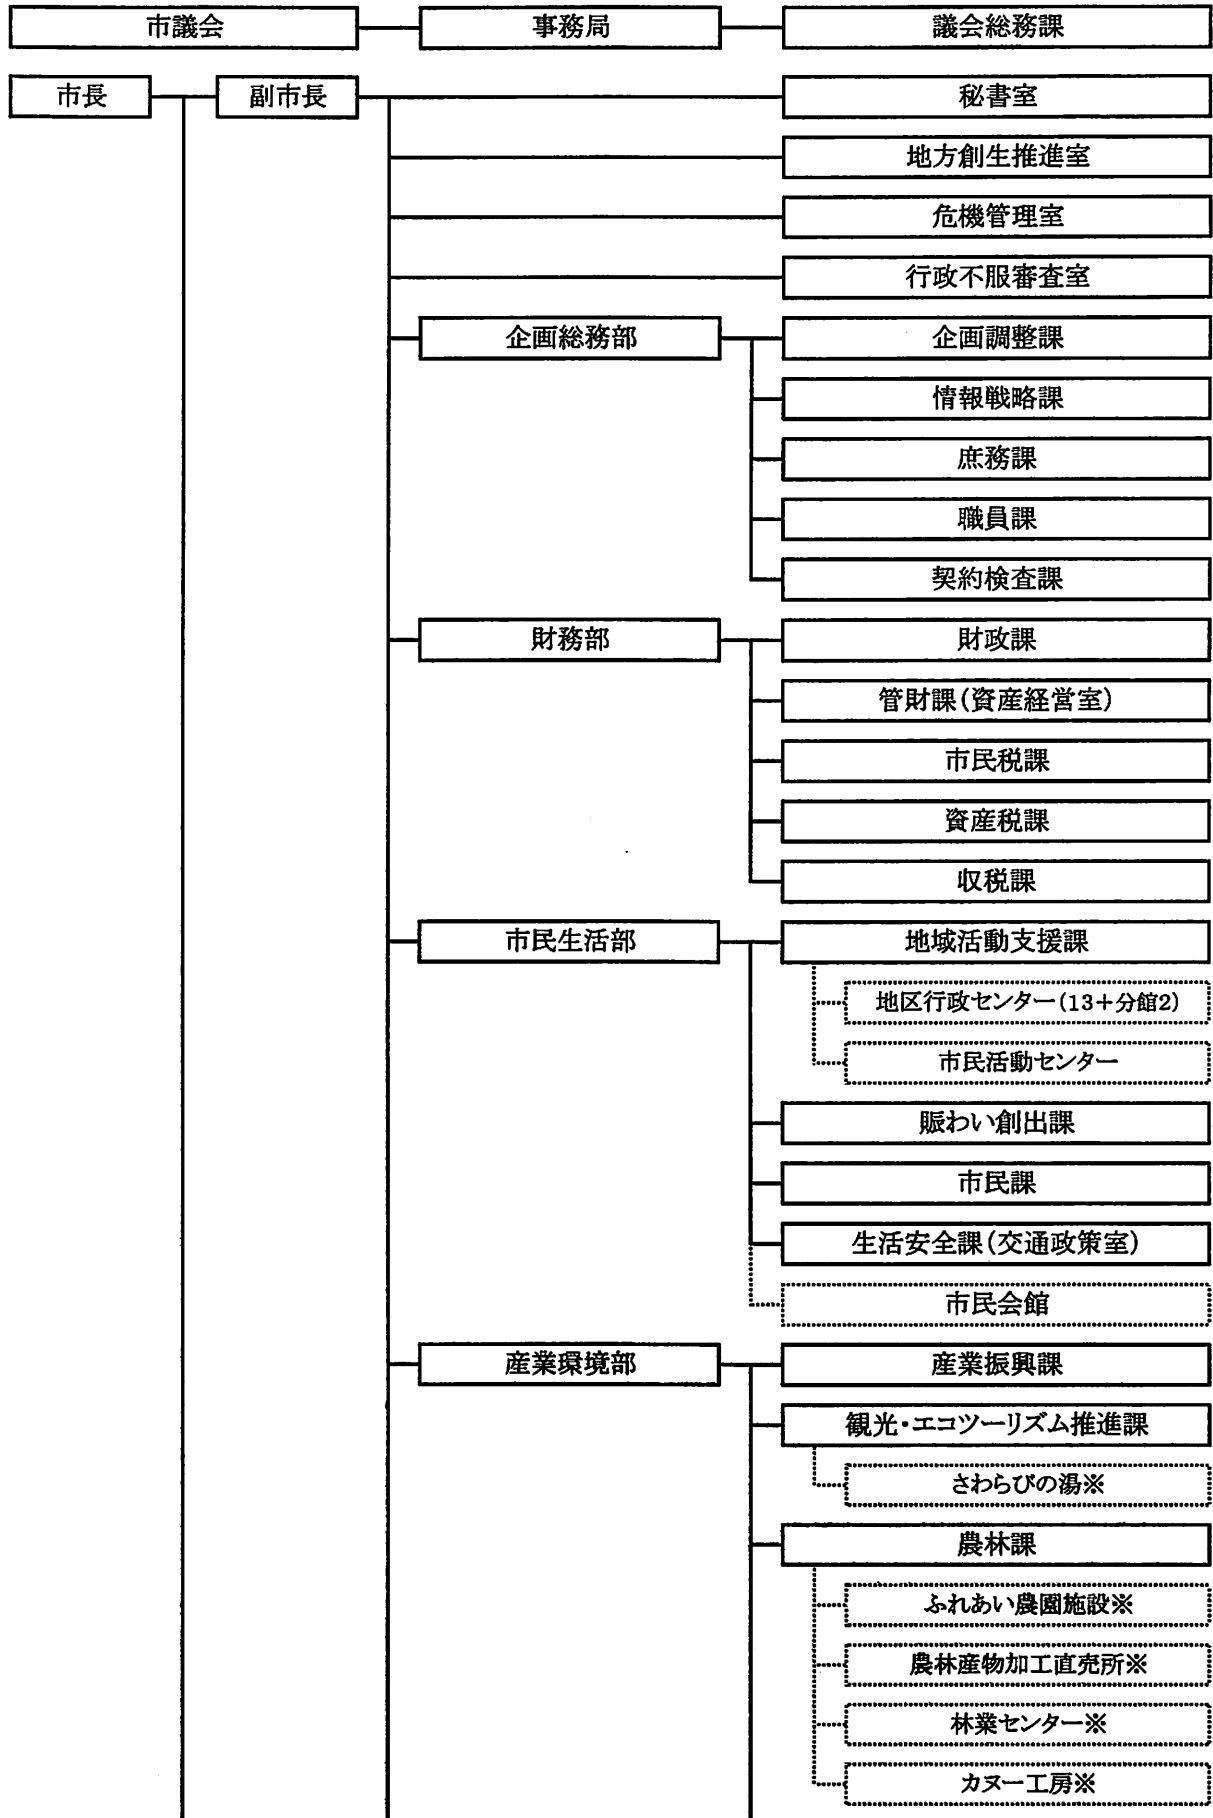 市議会 事務局 議会総務課
市長 副市長 秘書室
地方創生推進室
危機管理室
行政不服審査室
企画総務部 企画調整課
情報戦略課
庶務課
職員課
契約検査課
財務部 財政課
管財課(資産経営室)
市民税課
資産税課
収税課
市民生活部 地域活動支援課
地区行政センター(13+分館2)
市民活動センター
賑わい創出課
市民課
生活安全課(交通政策室)
市民会館
産業環境部 産業振興課
観光・エコツーリズム推進課
さわらびの湯※
農林課
ふれあい農園施設※
農林産物加工直売所※
林業センター※
カヌー工房※